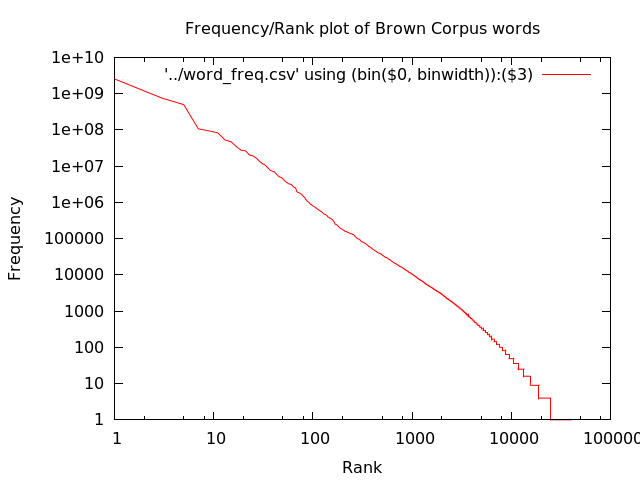 Frequency/Rank plot of Brown Corpus words
'../word_freq.csv' using (bin($0, binwidth)):($3)
1e+10
1e+09
1e+08
1e+07
1e+06
100000
10000
1000
100
10
1
Frequency
1 10 100 1000 10000 100000
Rank